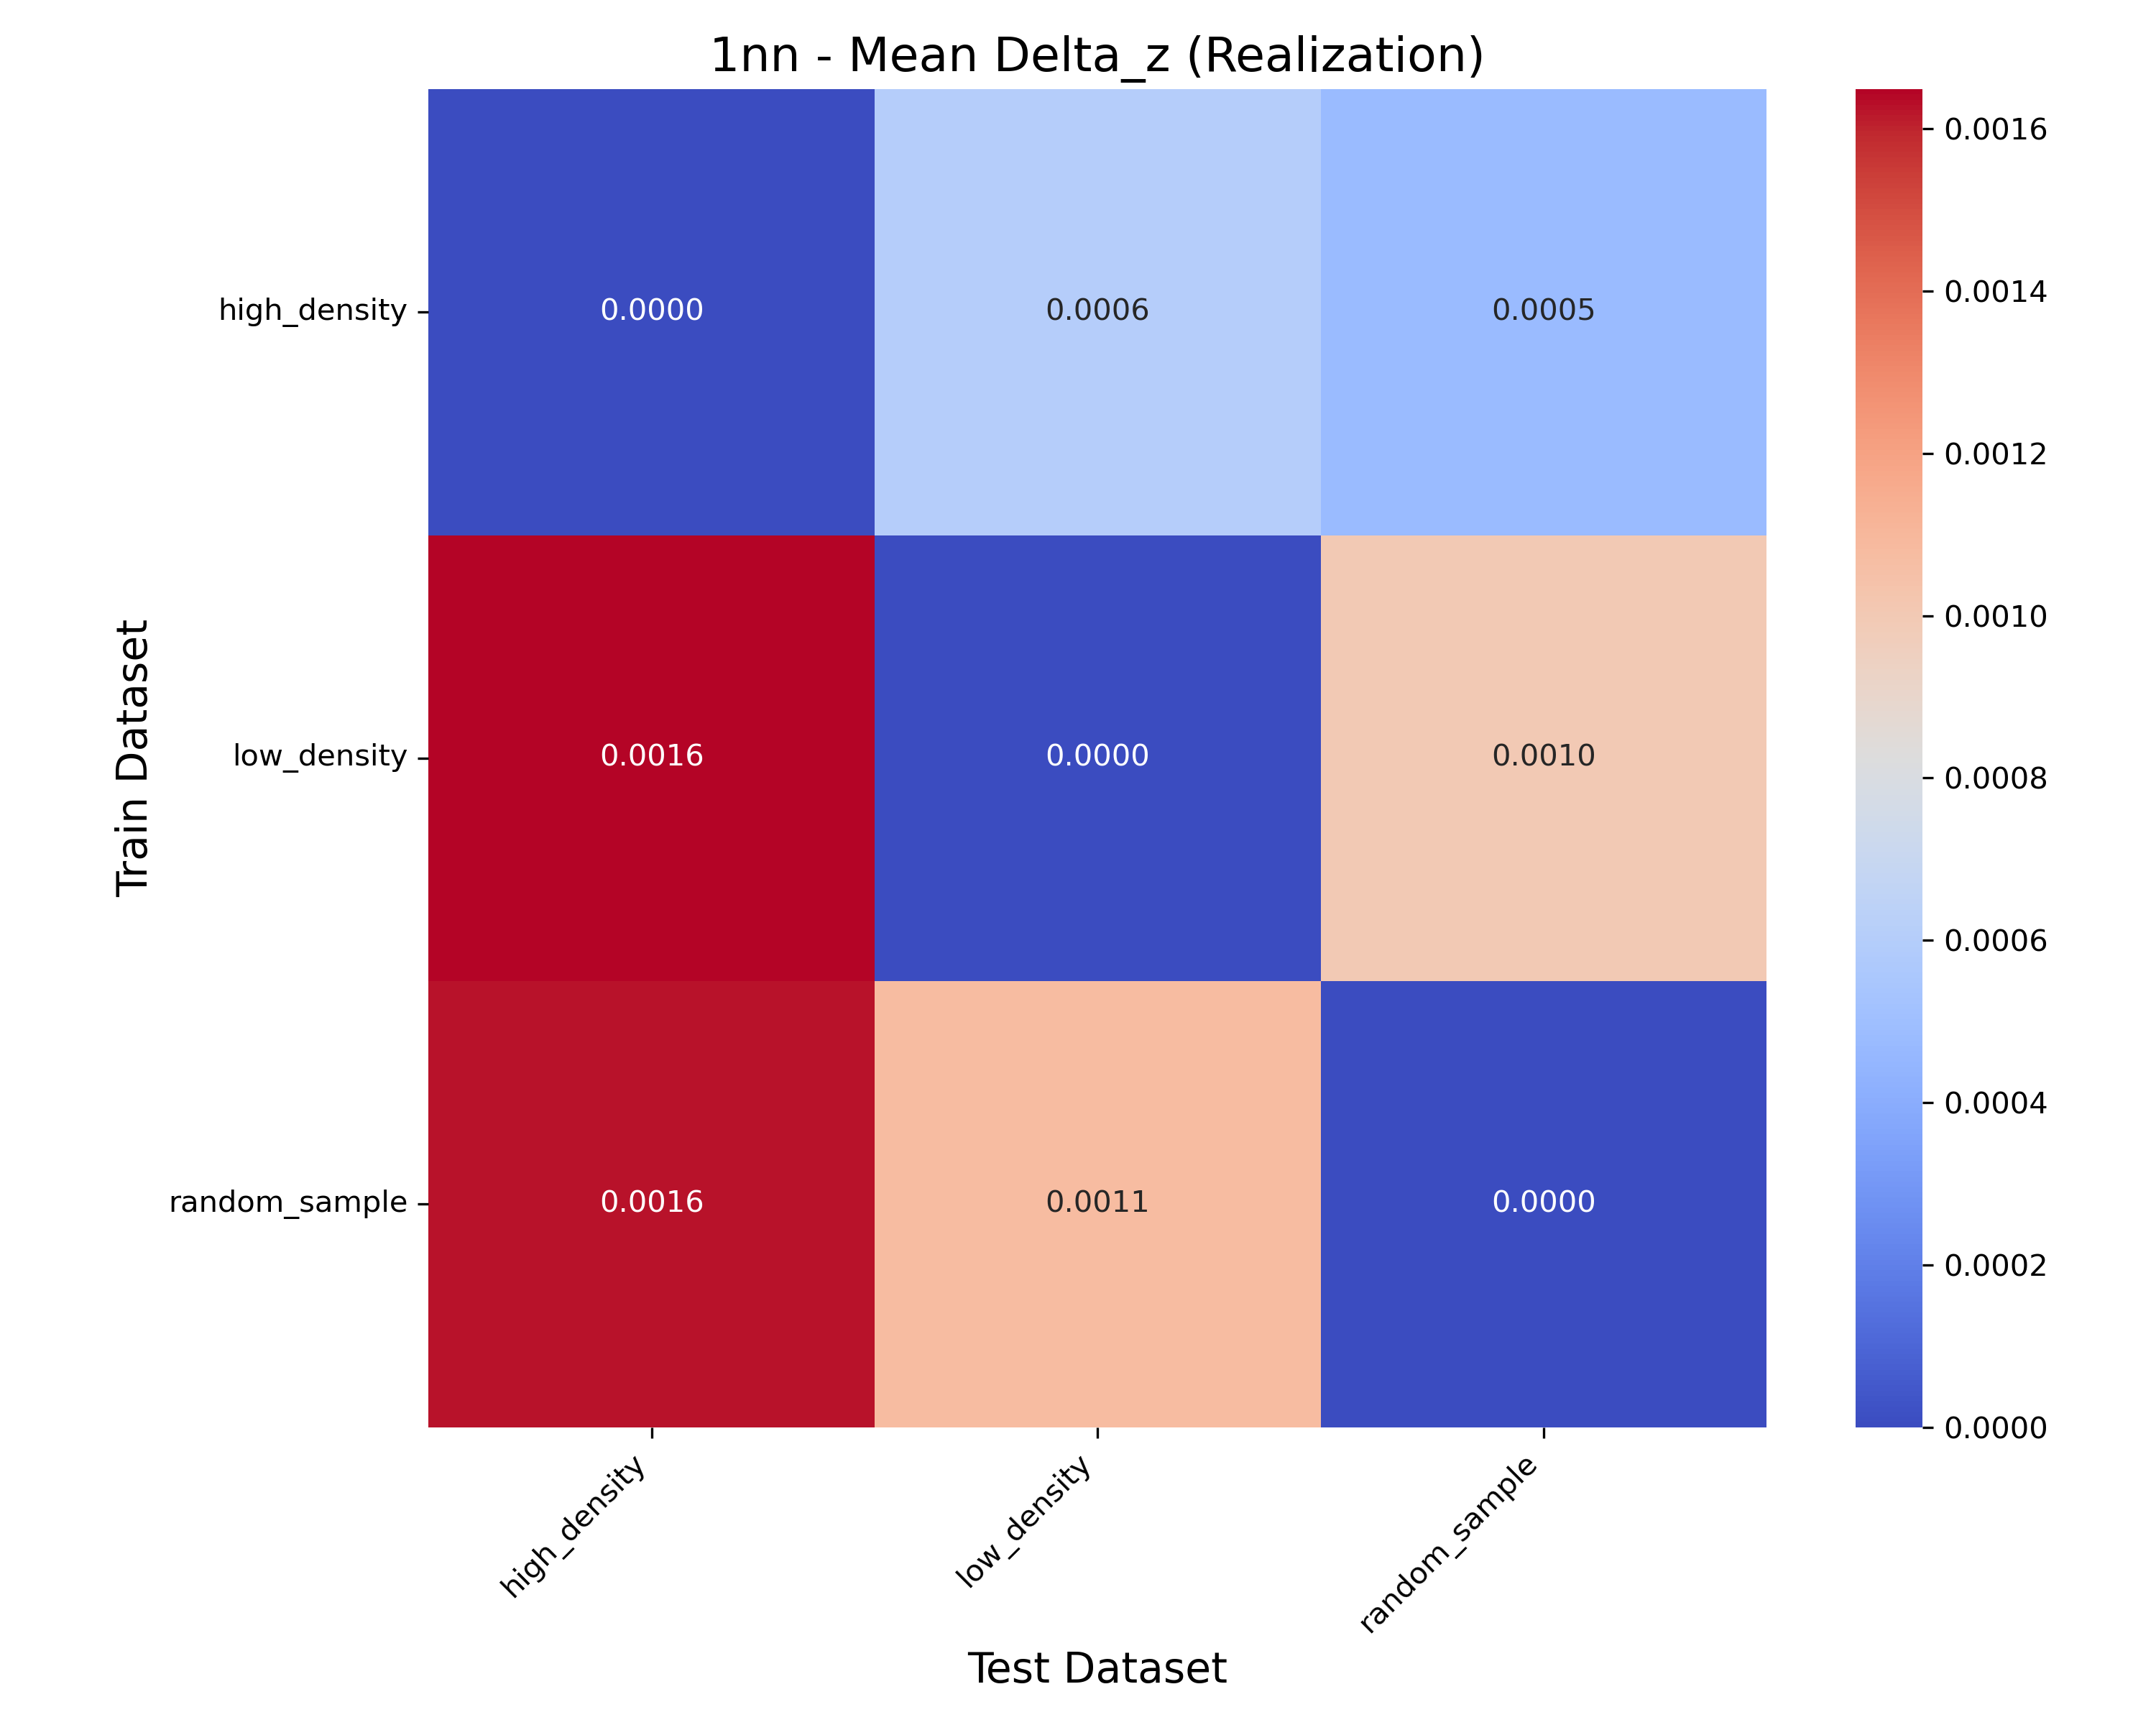 1nn - Mean Delta_z (Realization)
high_density 0.0000 0.0006 0.0005
low_density 0.0016 0.0000 0.0010
random_sample 0.0016 0.0011 0.0000
high_density low_density random_sample
Train Dataset
Test Dataset
0.0016
0.0014
0.0012
0.0010
0.0008
0.0006
0.0004
0.0002
0.0000